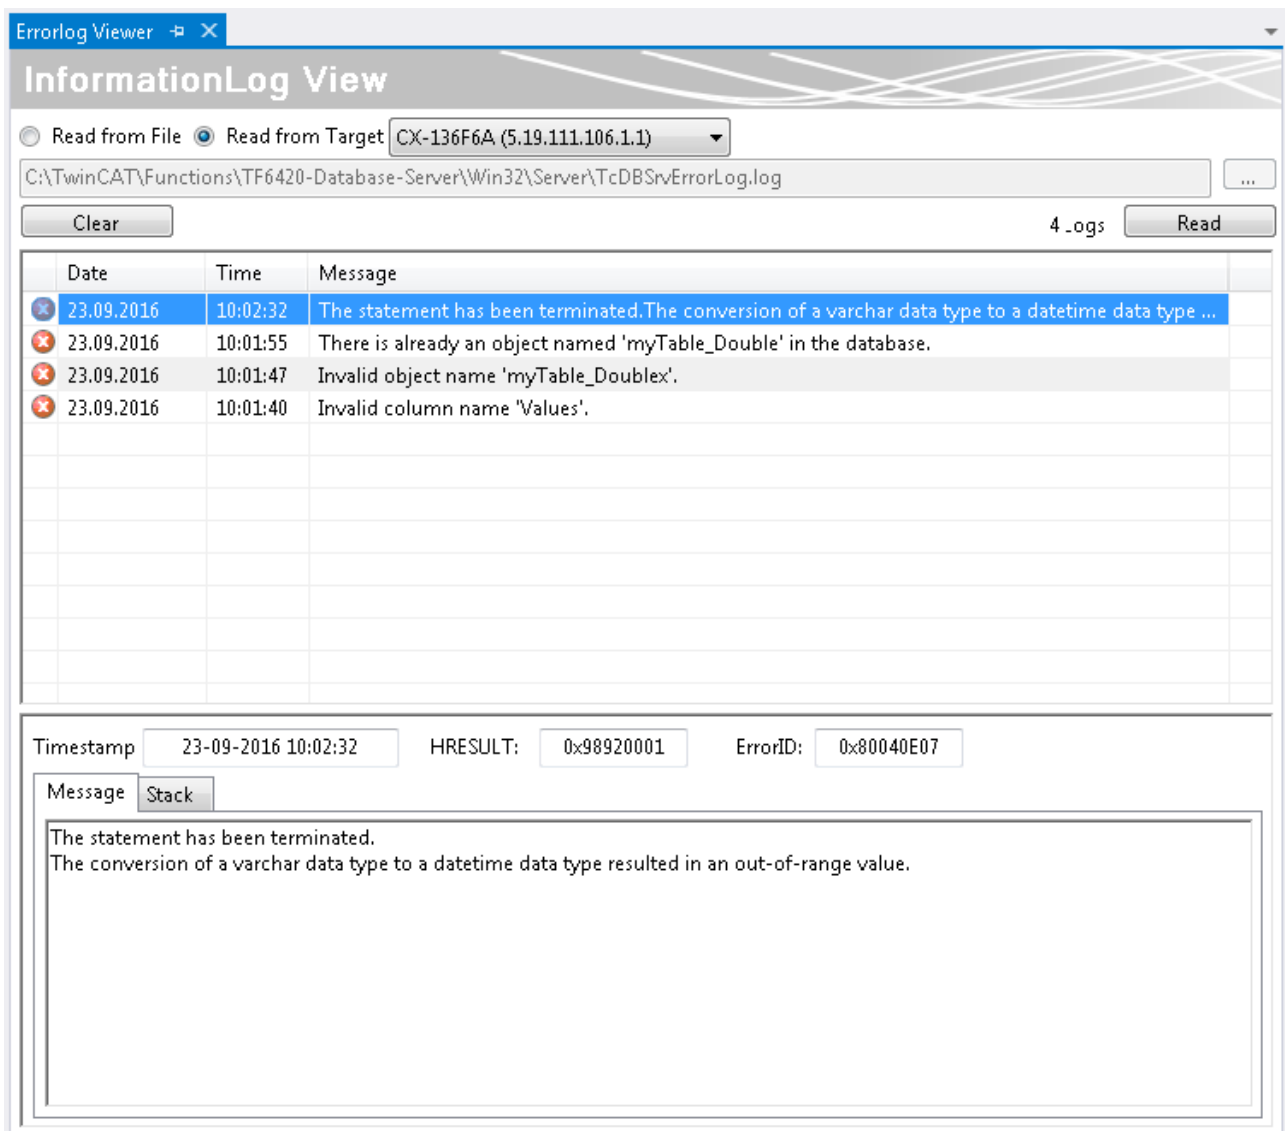 Errorlog Viewer
InformationLog View
Read from File Read from Target CX-136F6A (5.19.111.106.1.1)
C:\TwinCAT\Functions\TF6420-Database-Server\Win32\Server\TcDBSrvErrorLog.log ...
Clear 4 Logs Read
Date Time Message
23.09.2016 10:02:32 The statement has been terminated.The conversion of a varchar data type to a datetime data type ...
23.09.2016 10:01:55 There is already an object named 'myTable_Double' in the database.
23.09.2016 10:01:47 Invalid object name 'myTable_Doublex'.
23.09.2016 10:01:40 Invalid column name 'Values'.
Timestamp 23-09-2016 10:02:32 HRESULT: 0x98920001 ErrorID: 0x80040E07
Message Stack
The statement has been terminated.
The conversion of a varchar data type to a datetime data type resulted in an out-of-range value.